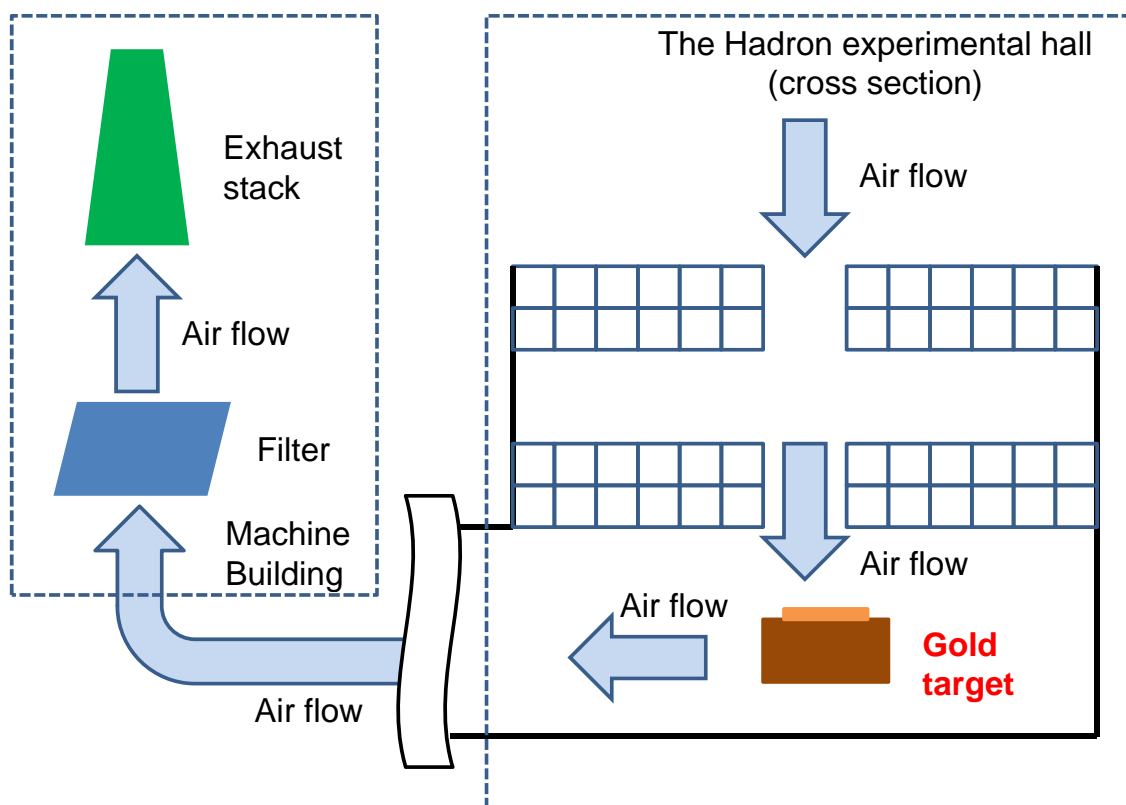 The Hadron experimental hall
(cross section)
Air flow
Exhaust
stack
Air flow
Filter
Machine
Building
Air flow
Air flow
Air flow
Gold
target